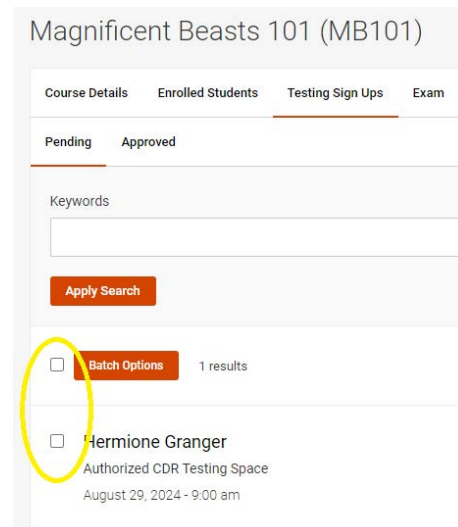 Magnificent Beasts 101 (MB101)
Course Details Enrolled Students Testing Sign Ups Exam
Pending Approved
Keywords
Apply Search
Batch Options 1 results
Hermione Granger
Authorized CDR Testing Space
August 29, 2024 - 9:00 am